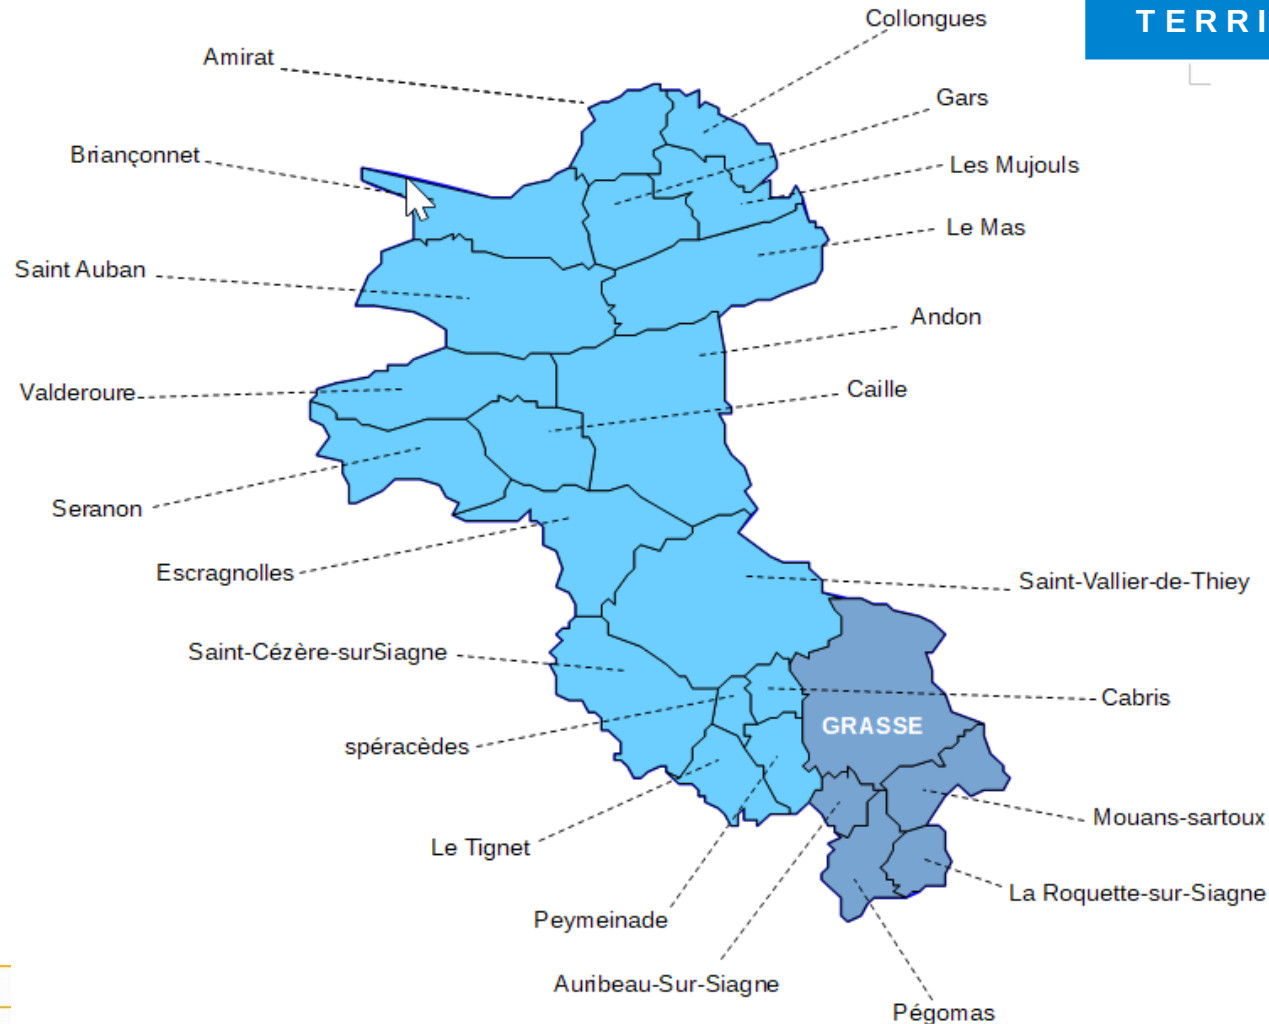 TERRI
Collongues
Amirat
Gars
Briançonnet
Les Mujouls
Le Mas
Saint Auban
Andon
Valderoure
Caille
Seranon
Escragnolles
Saint-Vallier-de-Thiey
Saint-Cézère-surSiagne
Cabris
GRASSE
spéracèdes
Mouans-sartoux
Le Tignet
La Roquette-sur-Siagne
Peymeinade
Auribeau-Sur-Siagne
Pégomas